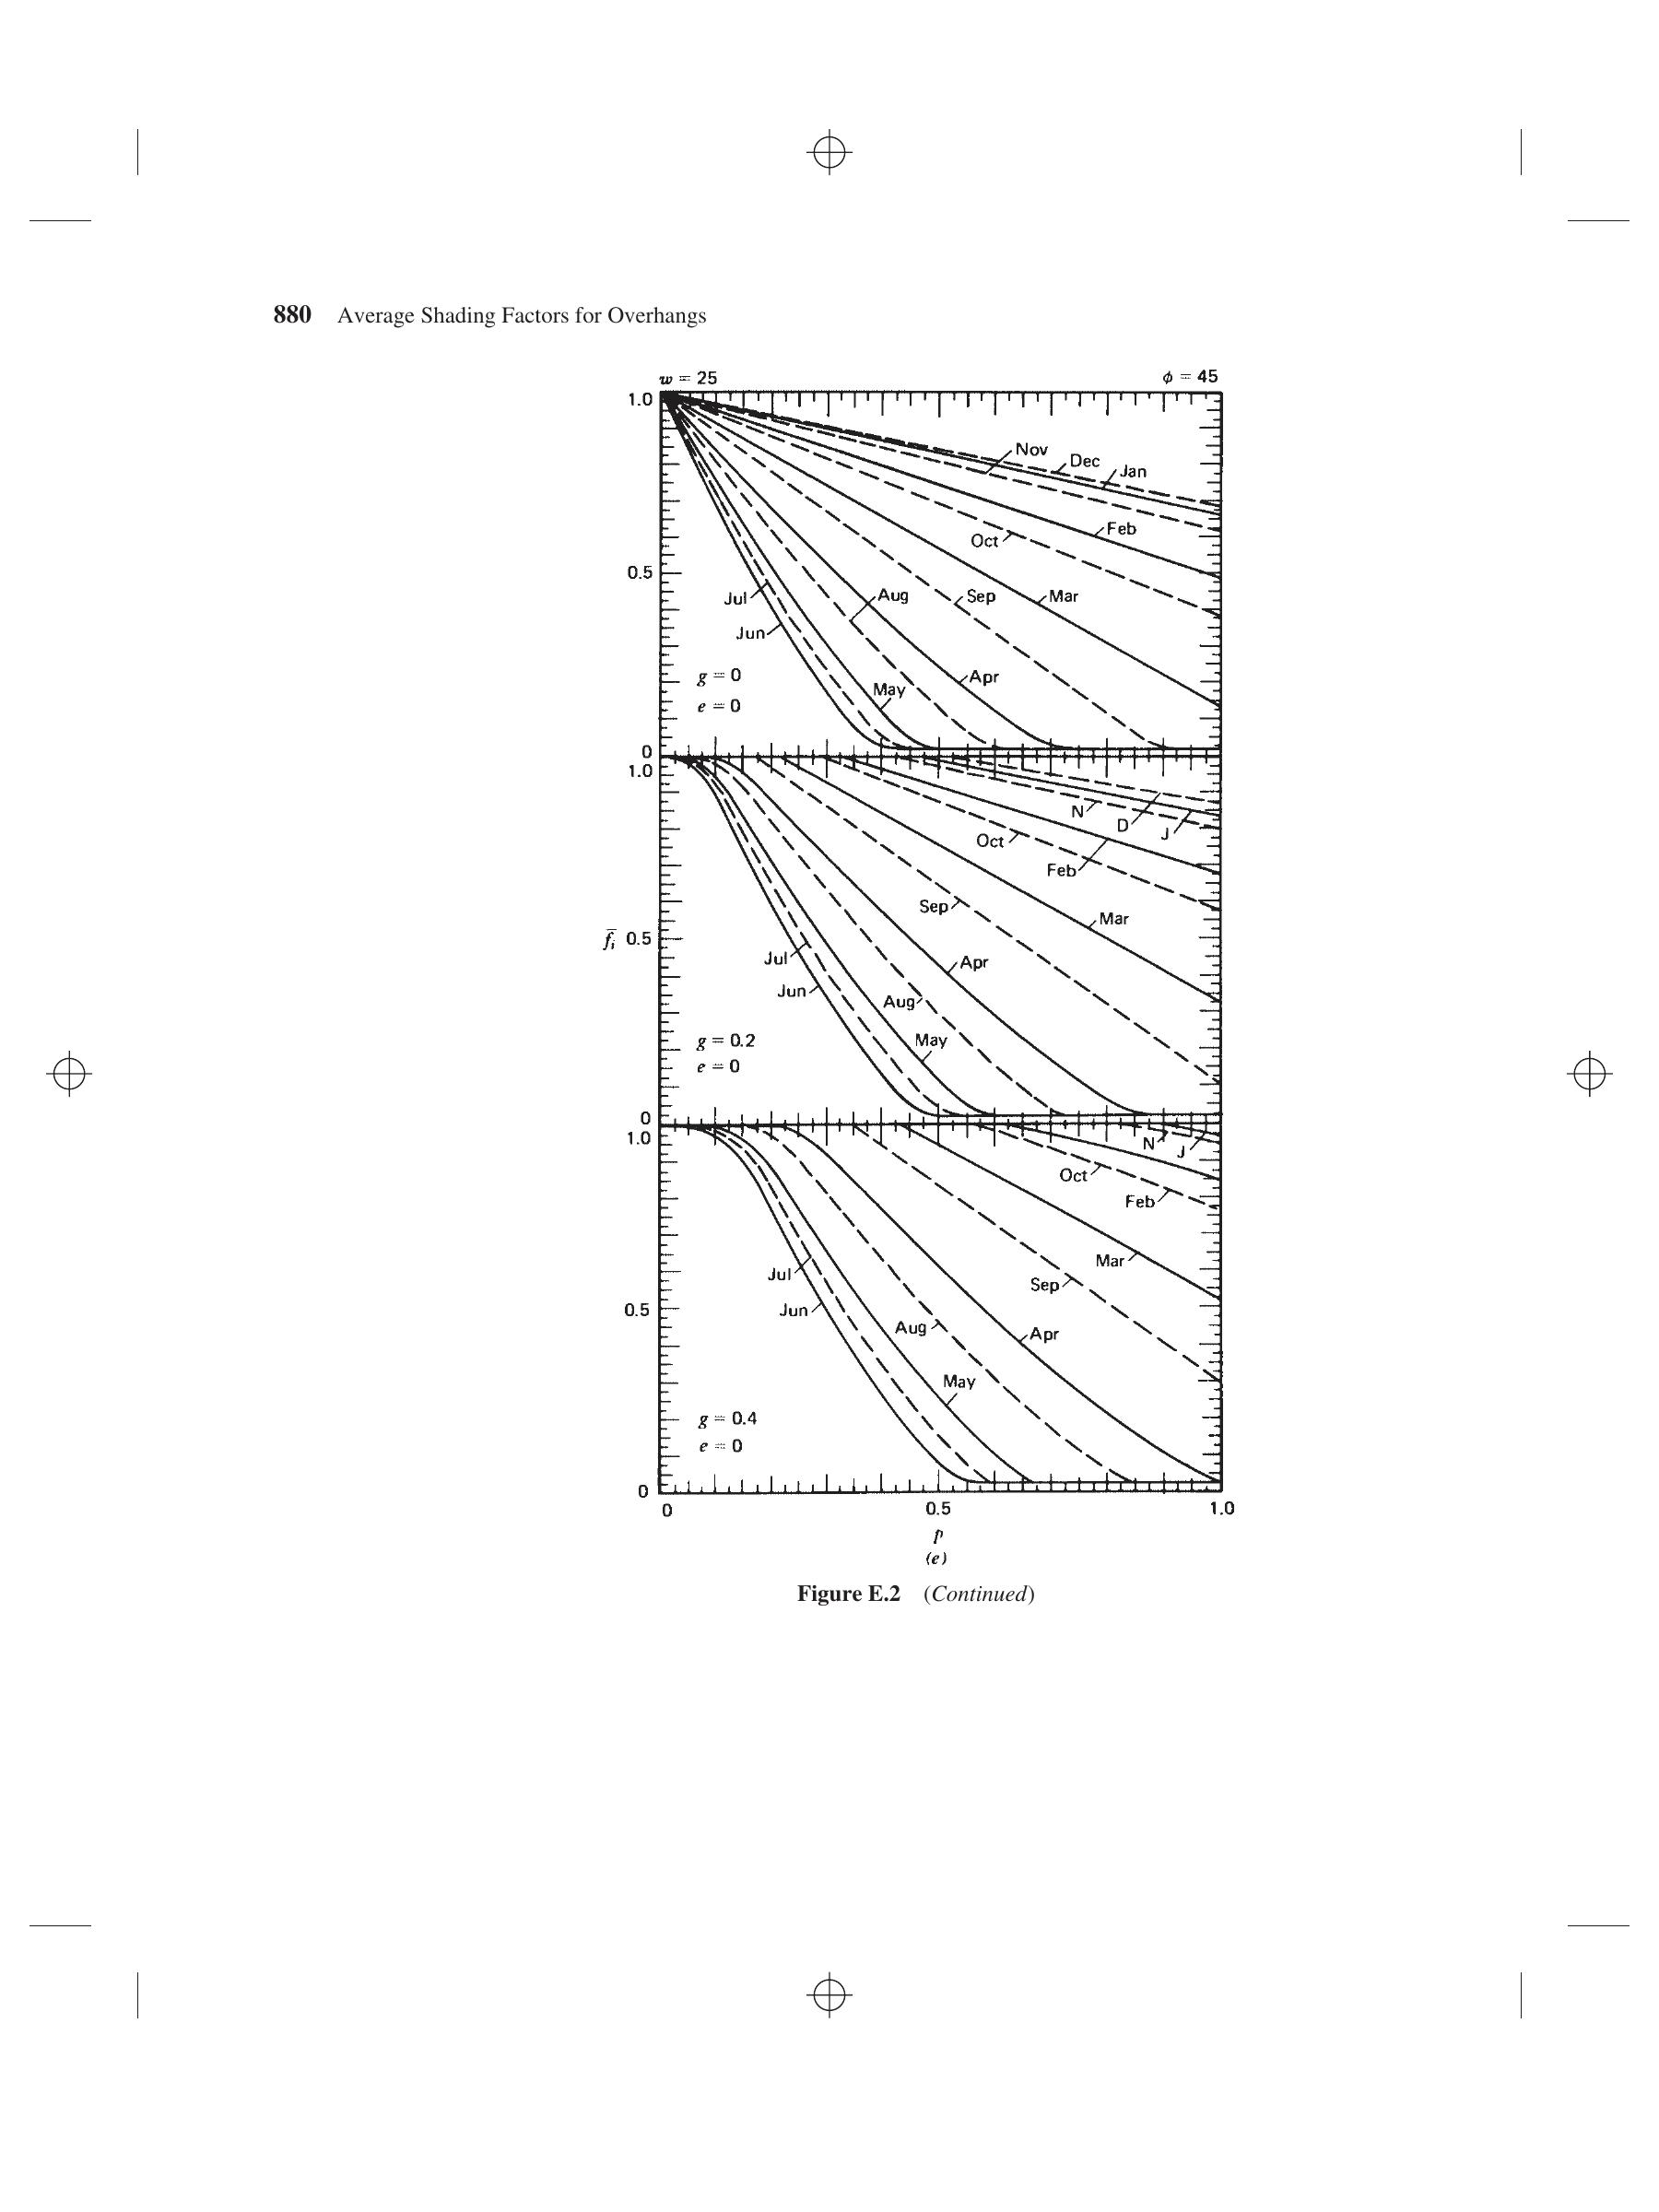 880 Average Shading Factors for Overhangs
w = 25 ϕ = 45
1.0
Nov
Dec
Jan
Feb
Oct
0.5
Jul
Aug
Sep
Mar
Jun
g = 0
Apr
May
e = 0
0
1.0
N
D
J
Oct
Feb
Sep
Mar
f̄i 0.5
Jul
Apr
Jun
Aug
g = 0.2
May
e = 0
0
1.0
N
J
Oct
Feb
Mar
Jul
Sep
0.5
Jun
Aug
Apr
May
g = 0.4
e = 0
0
0 0.5 1.0
p
(e)
Figure E.2 (Continued)